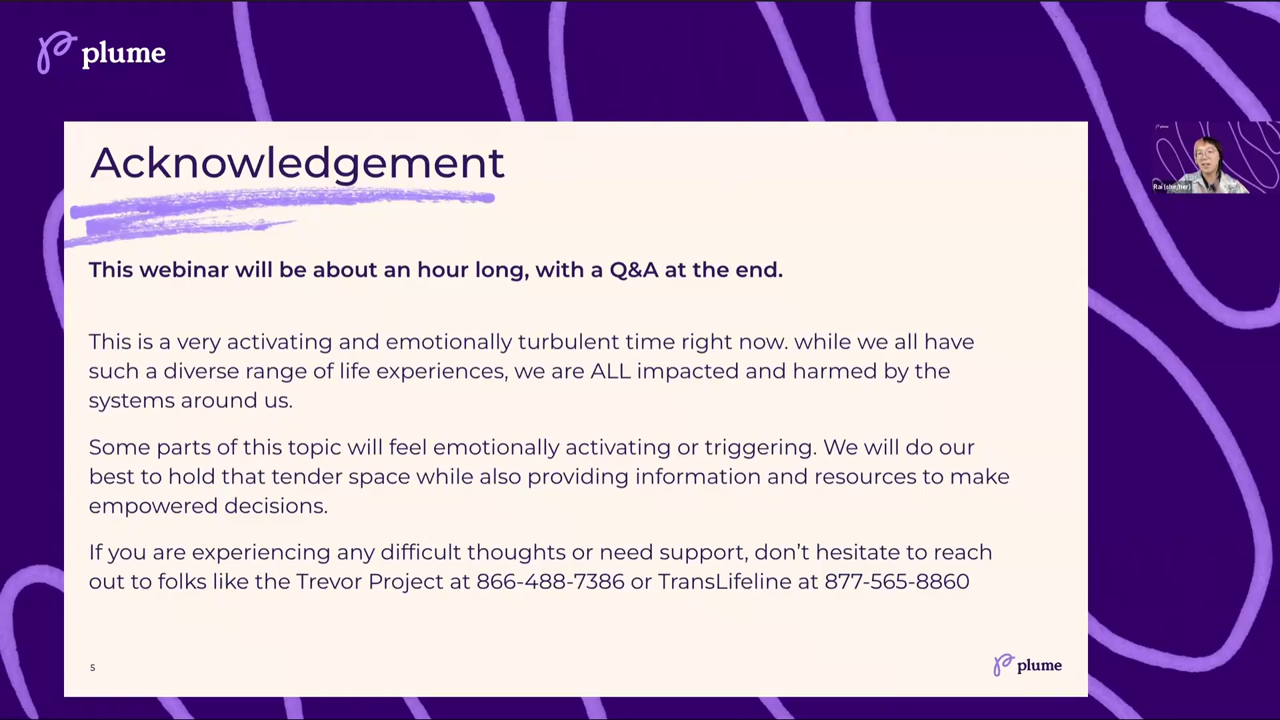 plume
Acknowledgement
This webinar will be about an hour long, with a Q&A at the end.
This is a very activating and emotionally turbulent time right now. while we all have
such a diverse range of life experiences, we are ALL impacted and harmed by the
systems around us.
Some parts of this topic will feel emotionally activating or triggering. We will do our
best to hold that tender space while also providing information and resources to make
empowered decisions.
If you are experiencing any difficult thoughts or need support, don’t hesitate to reach
out to folks like the Trevor Project at 866-488-7386 or TransLifeline at 877-565-8860
5
plume
Rai (she/her)